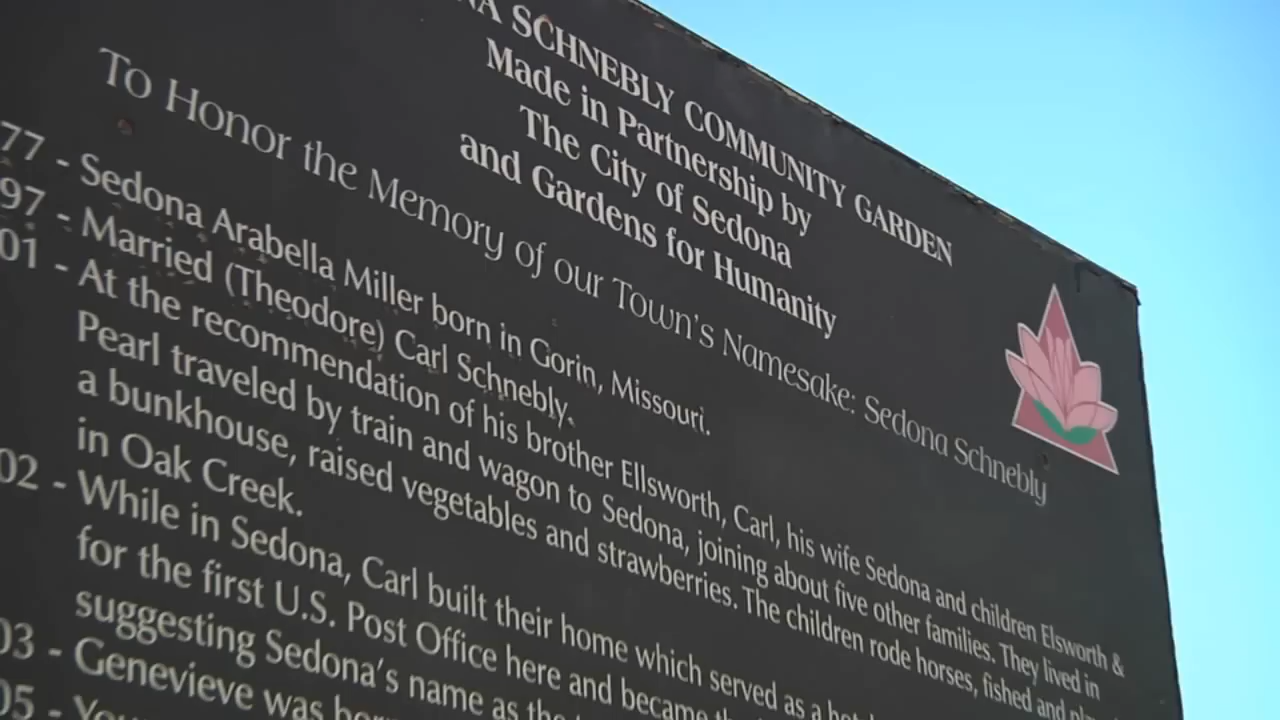 NA SCHNEBLY COMMUNITY GARDEN
Made in Partnership by
The City of Sedona
and Gardens for Humanity
To Honor the Memory of our Town's Namesake: Sedona Schnebly
77 - Sedona Arabella Miller born in Gorin, Missouri.
97 - Married (Theodore) Carl Schnebly.
01 - At the recommendation of his brother Ellsworth, Carl, his wife Sedona and children Elsworth &
Pearl traveled by train and wagon to Sedona, joining about five other families. They lived in
a bunkhouse, raised vegetables and strawberries. The children rode horses, fished and
in Oak Creek.
02 - While in Sedona, Carl built their home which served as a
for the first U.S. Post Office here and became
suggesting Sedona's name as the
03 - Genevieve was
05 -